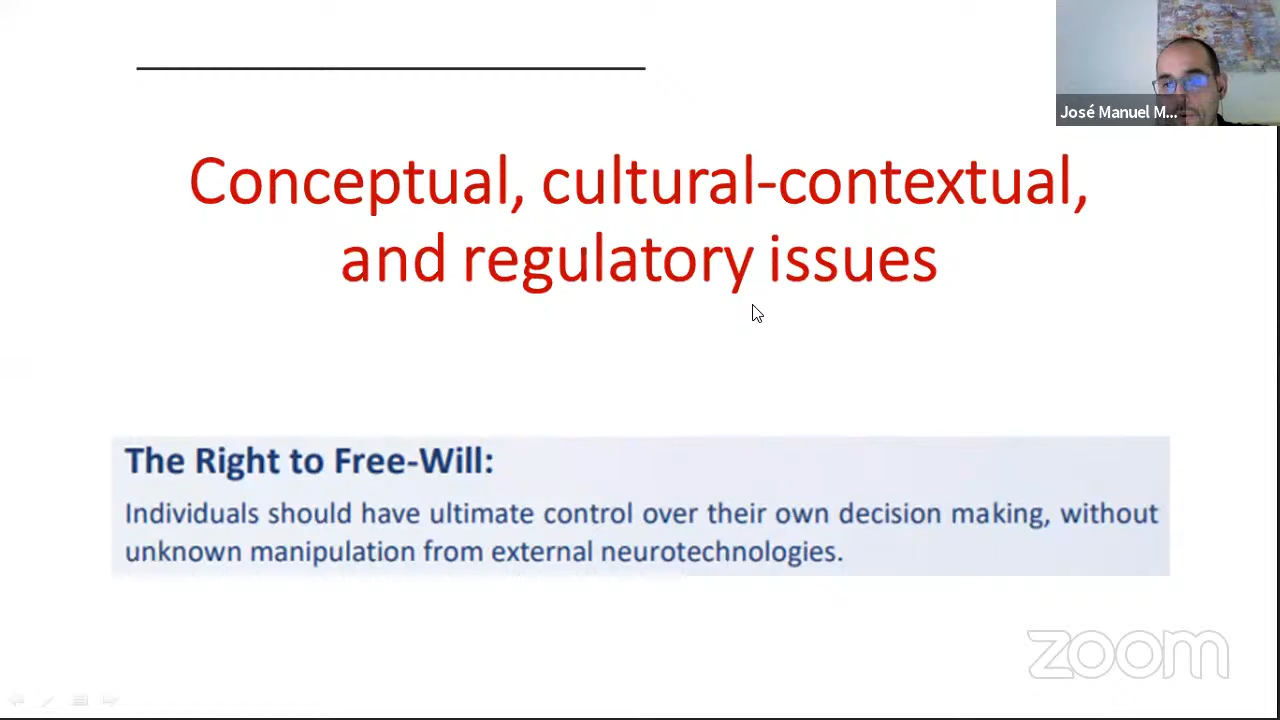 José Manuel M...
Conceptual, cultural-contextual,
and regulatory issues
The Right to Free-Will:
Individuals should have ultimate control over their own decision making, without
unknown manipulation from external neurotechnologies.
zoom